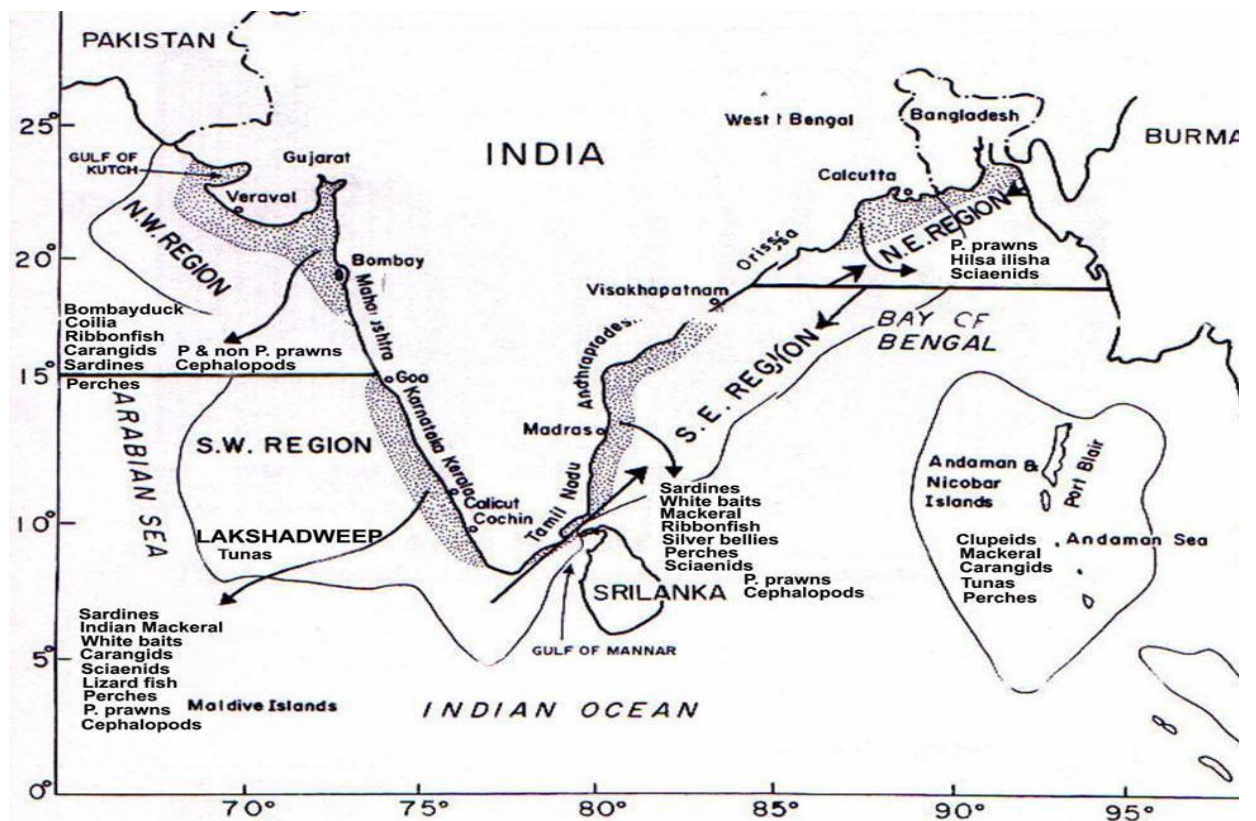 PAKISTAN
25°
GULF OF
KUTCH
Gujarat
Veraval
N.W. REGION
20°
Bombay
INDIA
West Bengal
Bangladesh
BURMA
Calcutta
Orissa
N.E. REGION
P. prawns
Hilsa ilisha
Sciaenids
Visakhapatnam
Bombayduck
Coilia
Ribbonfish
Carangids
Sardines
P & non P. prawns
Cephalopods
15°
Perches
Goa
ARABIAN SEA
S.W. REGION
Karnataka
Calicut
Cochin
10°
LAKSHADWEEP
Tunas
Madras
Tamil Nadu
S.E. REGION
BAY OF
BENGAL
Sardines
White baits
Mackeral
Ribbonfish
Silver bellies
Perches
Sciaenids
P. prawns
Cephalopods
SRILANKA
GULF OF MANNAR
Andaman &
Nicobar
Islands
Port Blair
Andaman Sea
Clupeids
Mackeral
Carangids
Tunas
Perches
Sardines
Indian Mackeral
White baits
Carangids
Sciaenids
Lizard fish
Perches
P. prawns
Cephalopods
5°
Maldive Islands
INDIAN OCEAN
0°
70°
75°
80°
85°
90°
95°